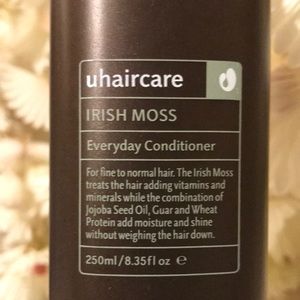 uhaircare
IRISH MOSS
Everyday Conditioner
For fine to normal hair. The Irish Moss
treats the hair adding vitamins and
minerals while the combination of
Jojoba Seed Oil, Guar and Wheat
Protein add moisture and shine
without weighing the hair down.
250ml/8.35fl oz e